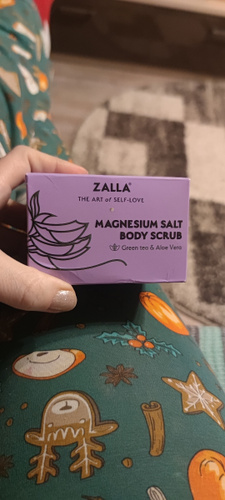 ZALLA®
THE ART of SELF-LOVE
MAGNESIUM SALT
BODY SCRUB
Green tea & Aloe Vera